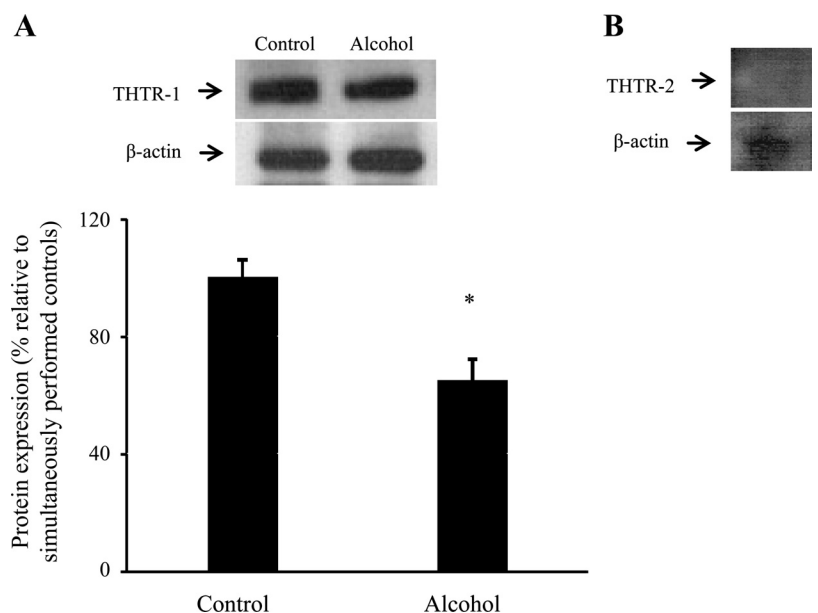 A
Control Alcohol
THTR-1
β-actin
B
THTR-2
β-actin
Protein expression (% relative to
simultaneously performed controls)
120
80
40
0
*
Control Alcohol